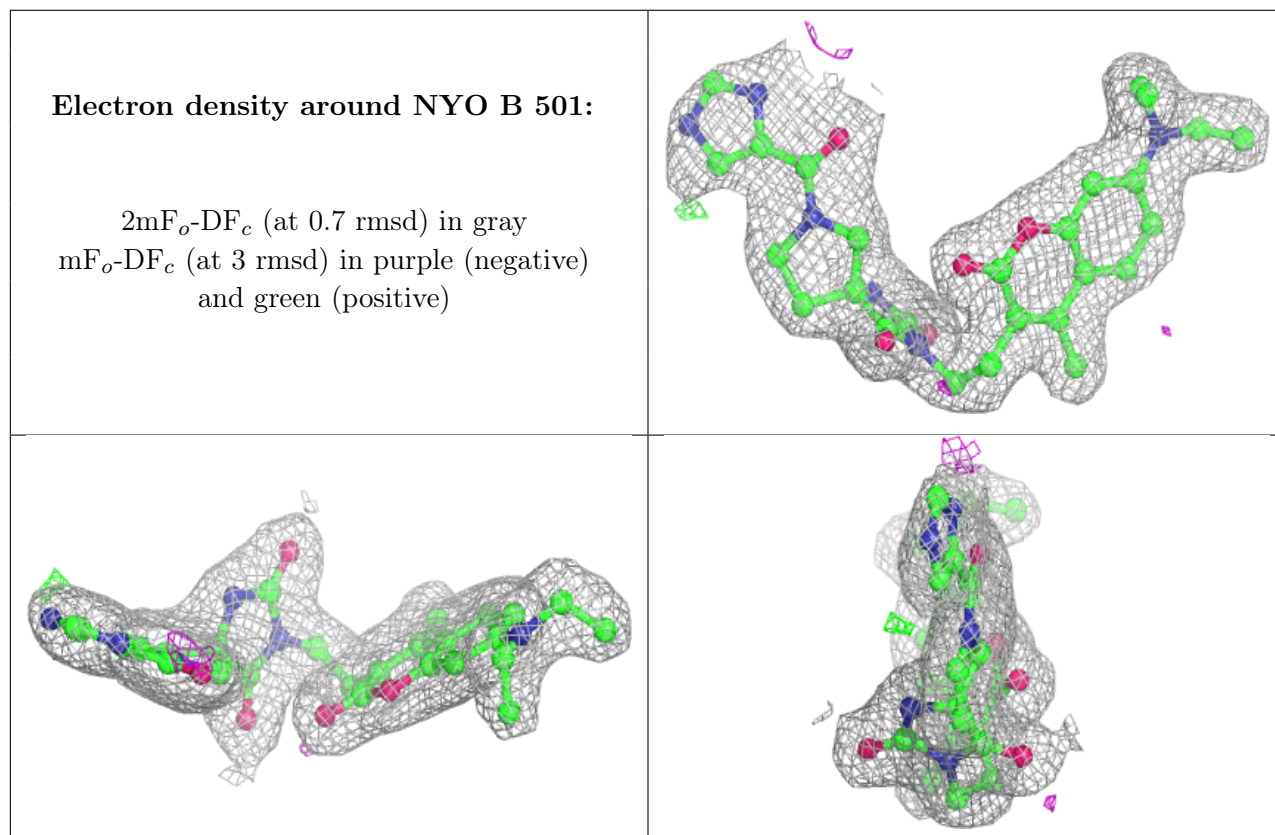 Electron density around NYO B 501:
2mFo-DFc (at 0.7 rmsd) in gray
mFo-DFc (at 3 rmsd) in purple (negative)
and green (positive)